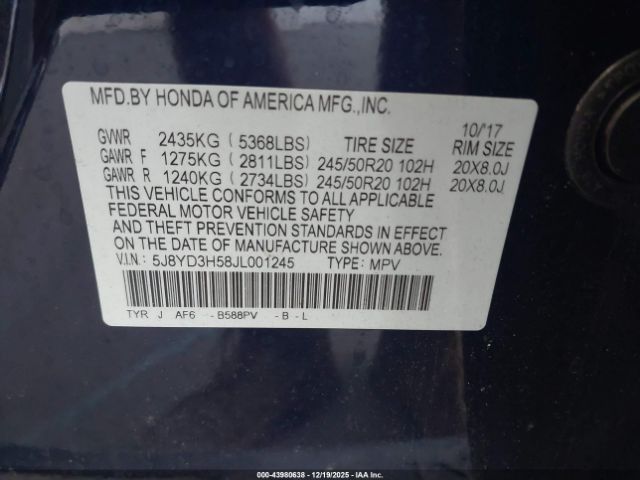 MFD.BY HONDA OF AMERICA MFG.,INC.
10/'17
GVWR 2435KG ( 5368LBS) TIRE SIZE RIM SIZE
GAWR F 1275KG ( 2811LBS) 245/50R20 102H 20X8.0J
GAWR R 1240KG ( 2734LBS) 245/50R20 102H 20X8.0J
THIS VEHICLE CONFORMS TO ALL APPLICABLE
FEDERAL MOTOR VEHICLE SAFETY
AND THEFT PREVENTION STANDARDS IN EFFECT
ON THE DATE OF MANUFACTURE SHOWN ABOVE.
V.I.N.: 5J8YD3H58JL001245 TYPE: MPV
TYR J AF6 - B588PV - B - L
000-43980638 - 12/19/2025 - IAAI.COM